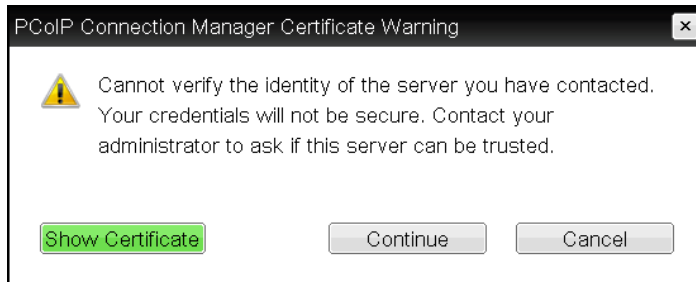 PCoIP Connection Manager Certificate Warning
Cannot verify the identity of the server you have contacted.
Your credentials will not be secure. Contact your
administrator to ask if this server can be trusted.
Show Certificate Continue Cancel